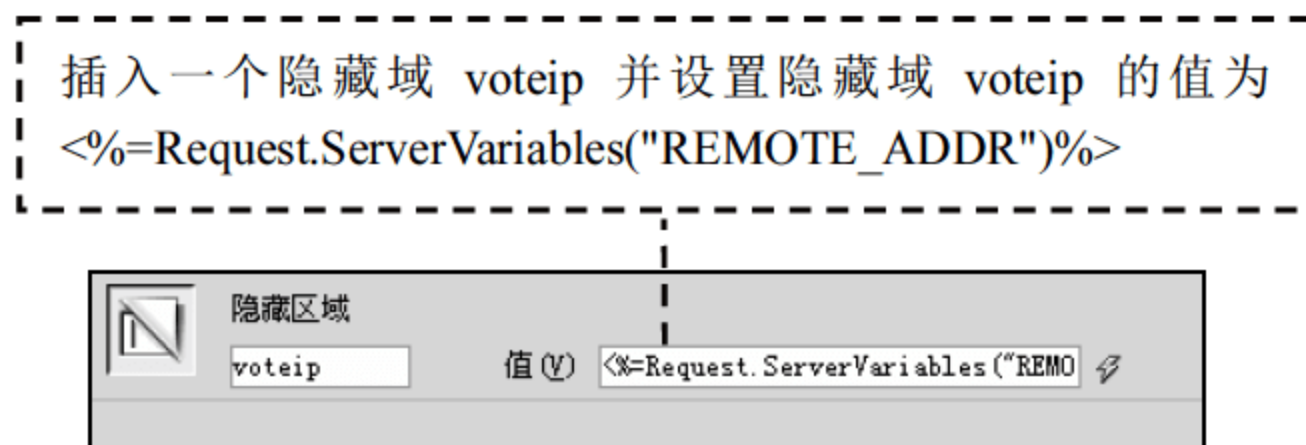 插入一个隐藏域 voteip 并设置隐藏域 voteip 的值为
<%=Request.ServerVariables("REMOTE_ADDR")%>
隐藏区域
voteip 值(V) <%=Request.ServerVariables("REMO